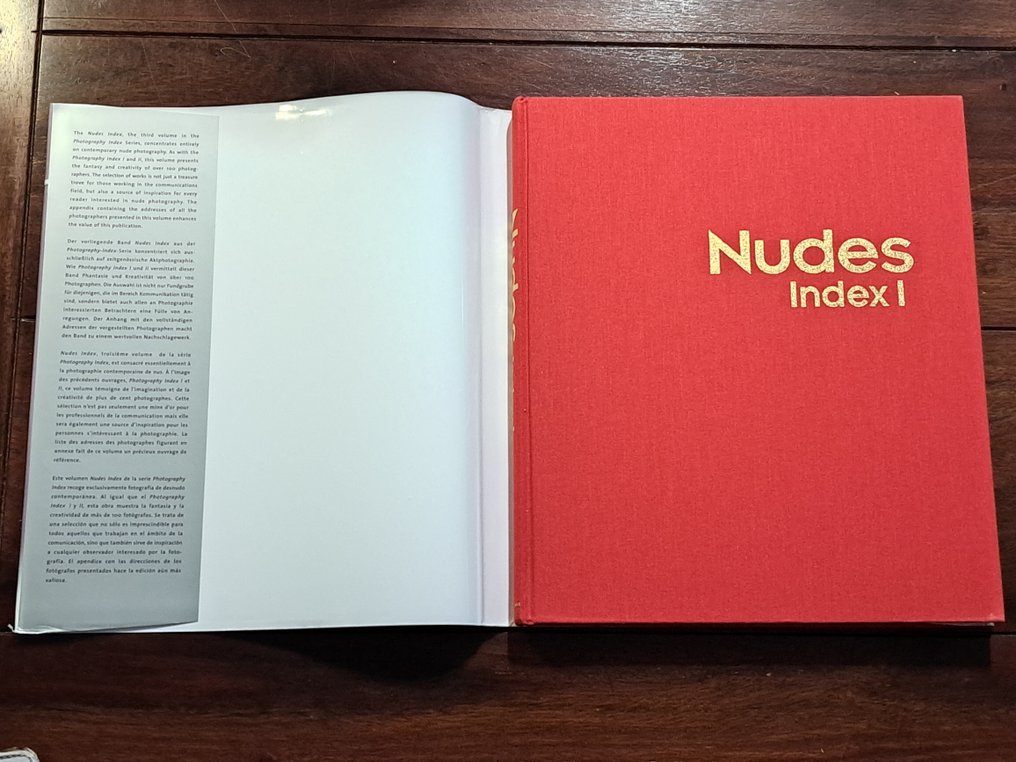 The Nudes Index, the third volume in the
Photography Index Series, concentrates entirely
on contemporary nude photography. As with the
Photography Index I and II, this volume presents
the fantasy and creativity of over 100 photog-
raphers. The selection of works is not just a treasure
trove for those working in the communications
field, but also a source of inspiration for every
reader interested in nude photography. The
appendix containing the addresses of all the
photographers presented in this volume enhances
the value of this publication.
Der vorliegende Band Nudes Index aus der
Photography-Index-Serie konzentriert sich aus-
schließlich auf zeitgenössische Aktphotographie.
Wie Photography Index I und II vermittelt dieser
Band Phantasie und Kreativität von über 100
Photographen. Die Auswahl ist nicht nur Fundgrube
für diejenigen, die im Bereich Kommunikation tätig
sind, sondern bietet auch allen an Photographie
interessierten Betrachtern eine Fülle von An-
regungen. Der Anhang mit den vollständigen
Adressen der vorgestellten Photographen macht
den Band zu einem wertvollen Nachschlagewerk.
Nudes Index, troisième volume de la série
Photography Index, est consacré essentiellement à
la photographie contemporaine de nus. À l'image
des précédents ouvrages, Photography Index I et
II, ce volume témoigne de l'imagination et de la
créativité de plus de cent photographes. Cette
sélection n'est pas seulement une mine d'or pour
les professionnels de la communication mais elle
sera également une source d'inspiration pour les
personnes s'intéressant à la photographie. La
liste des adresses des photographes figurant en
annexe fait de ce volume un précieux ouvrage de
référence.
Este volumen Nudes Index de la serie Photography
Index recoge exclusivamente fotografía de desnudo
contemporánea. Al igual que el Photography
Index I y II, esta obra muestra la fantasía y la
creatividad de más de 100 fotógrafos. Se trata de
una selección que no sólo es imprescindible para
todos aquellos que trabajan en el ámbito de la
comunicación, sino que también sirve de inspiración
a cualquier observador interesado por la foto-
grafía. El apéndice con las direcciones de los
fotógrafos presentados hace la edición aún más
valiosa.
Nudes
Index I